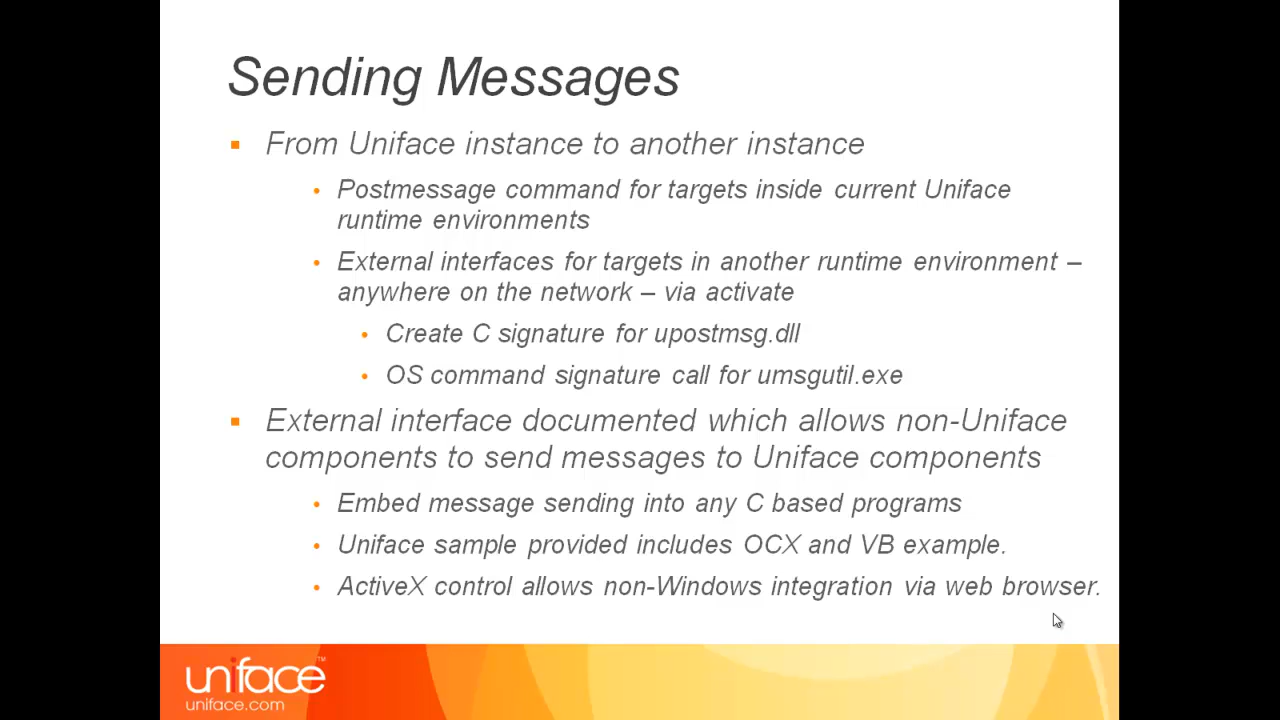 Sending Messages
From Uniface instance to another instance
Postmessage command for targets inside current Uniface
runtime environments
External interfaces for targets in another runtime environment –
anywhere on the network – via activate
Create C signature for upostmsg.dll
OS command signature call for umsgutil.exe
External interface documented which allows non-Uniface
components to send messages to Uniface components
Embed message sending into any C based programs
Uniface sample provided includes OCX and VB example.
ActiveX control allows non-Windows integration via web browser.
uniface™
uniface.com